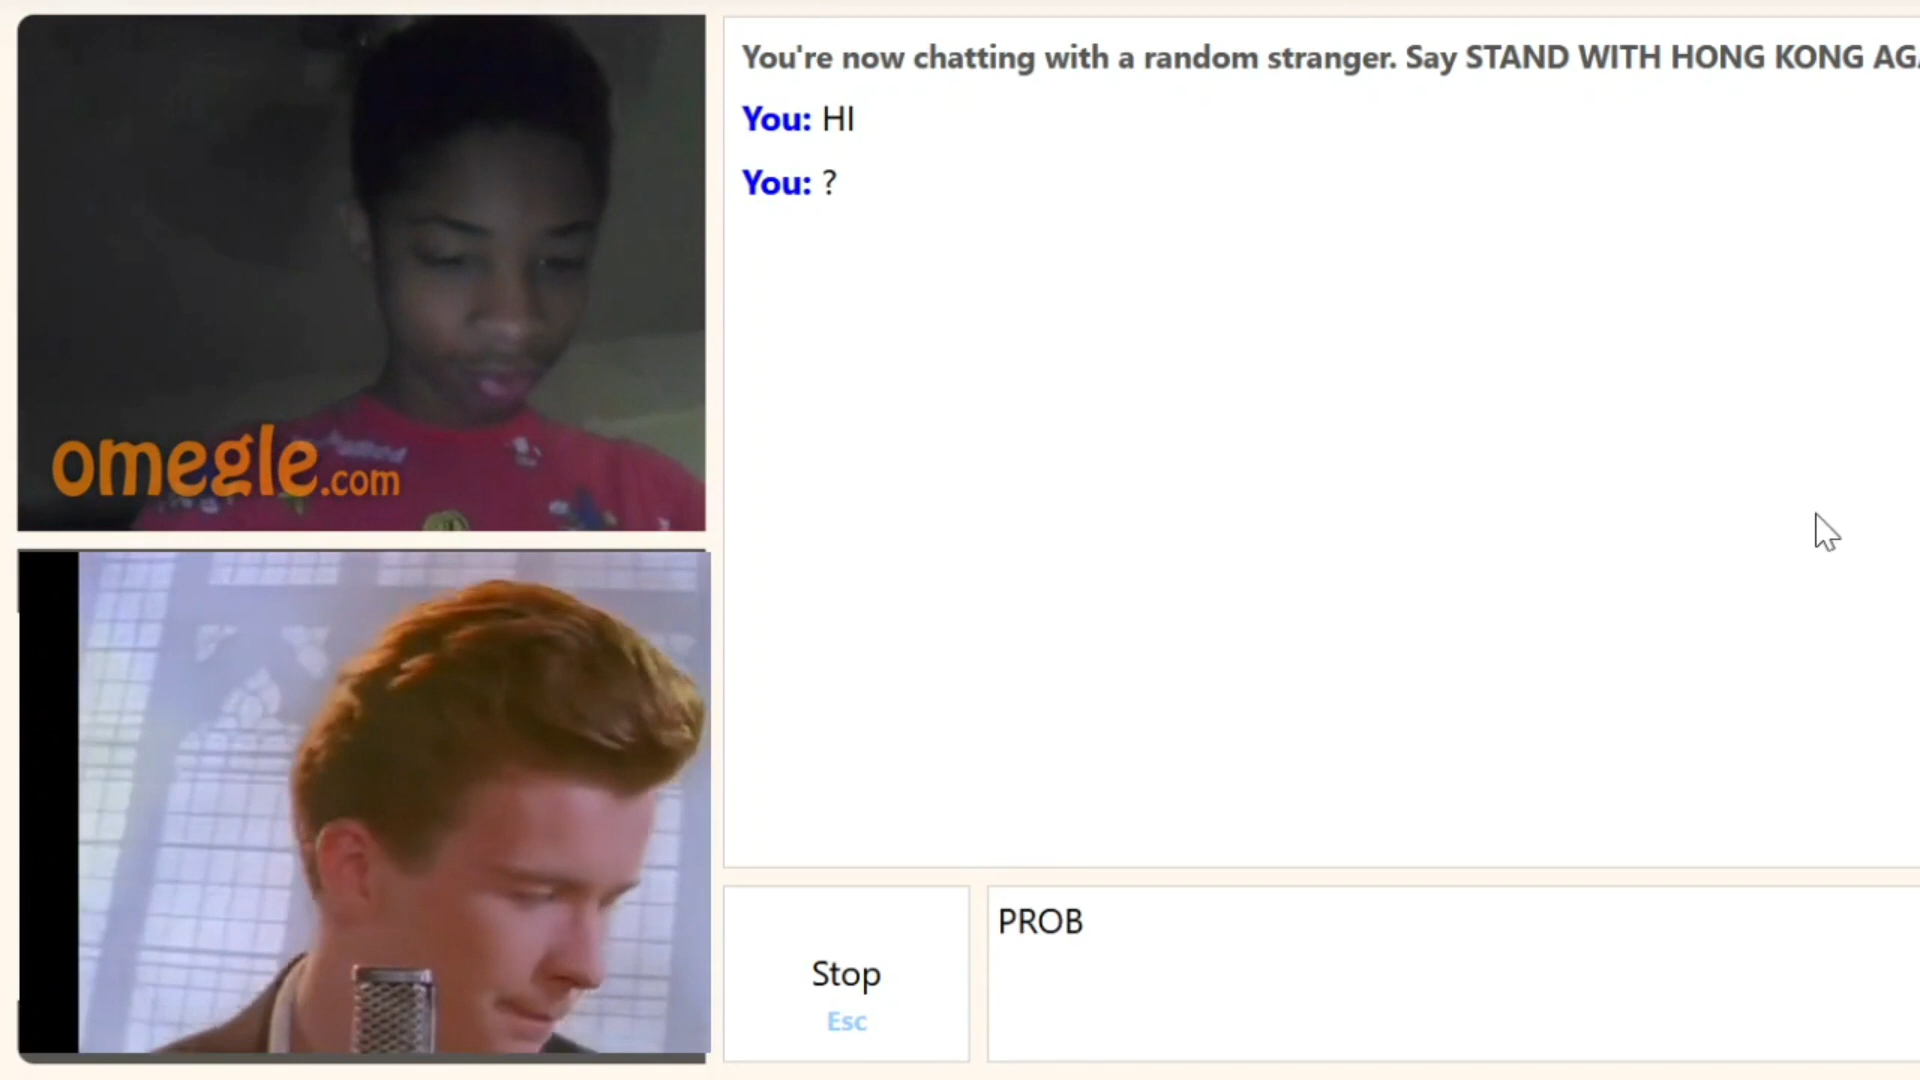 You're now chatting with a random stranger. Say STAND WITH HONG KONG AG
You: HI
You: ?
omegle.com
PROB
Stop
Esc